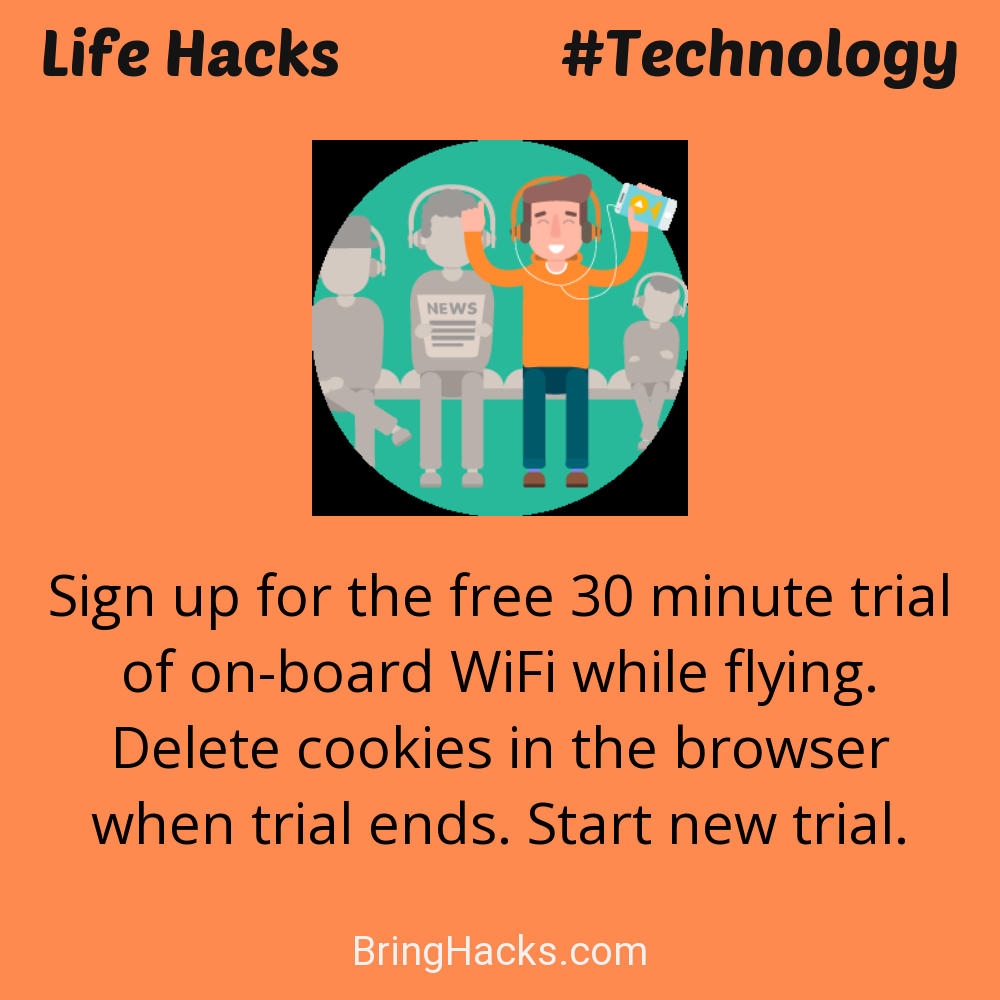 Life Hacks
#Technology
NEWS
Sign up for the free 30 minute trial
of on-board WiFi while flying.
Delete cookies in the browser
when trial ends. Start new trial.
BringHacks.com